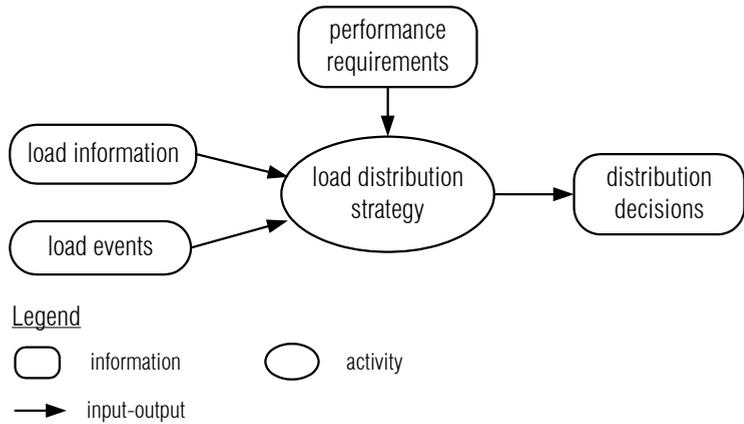 performance
requirements
load information
load distribution
strategy
distribution
decisions
load events
Legend
information
activity
input-output